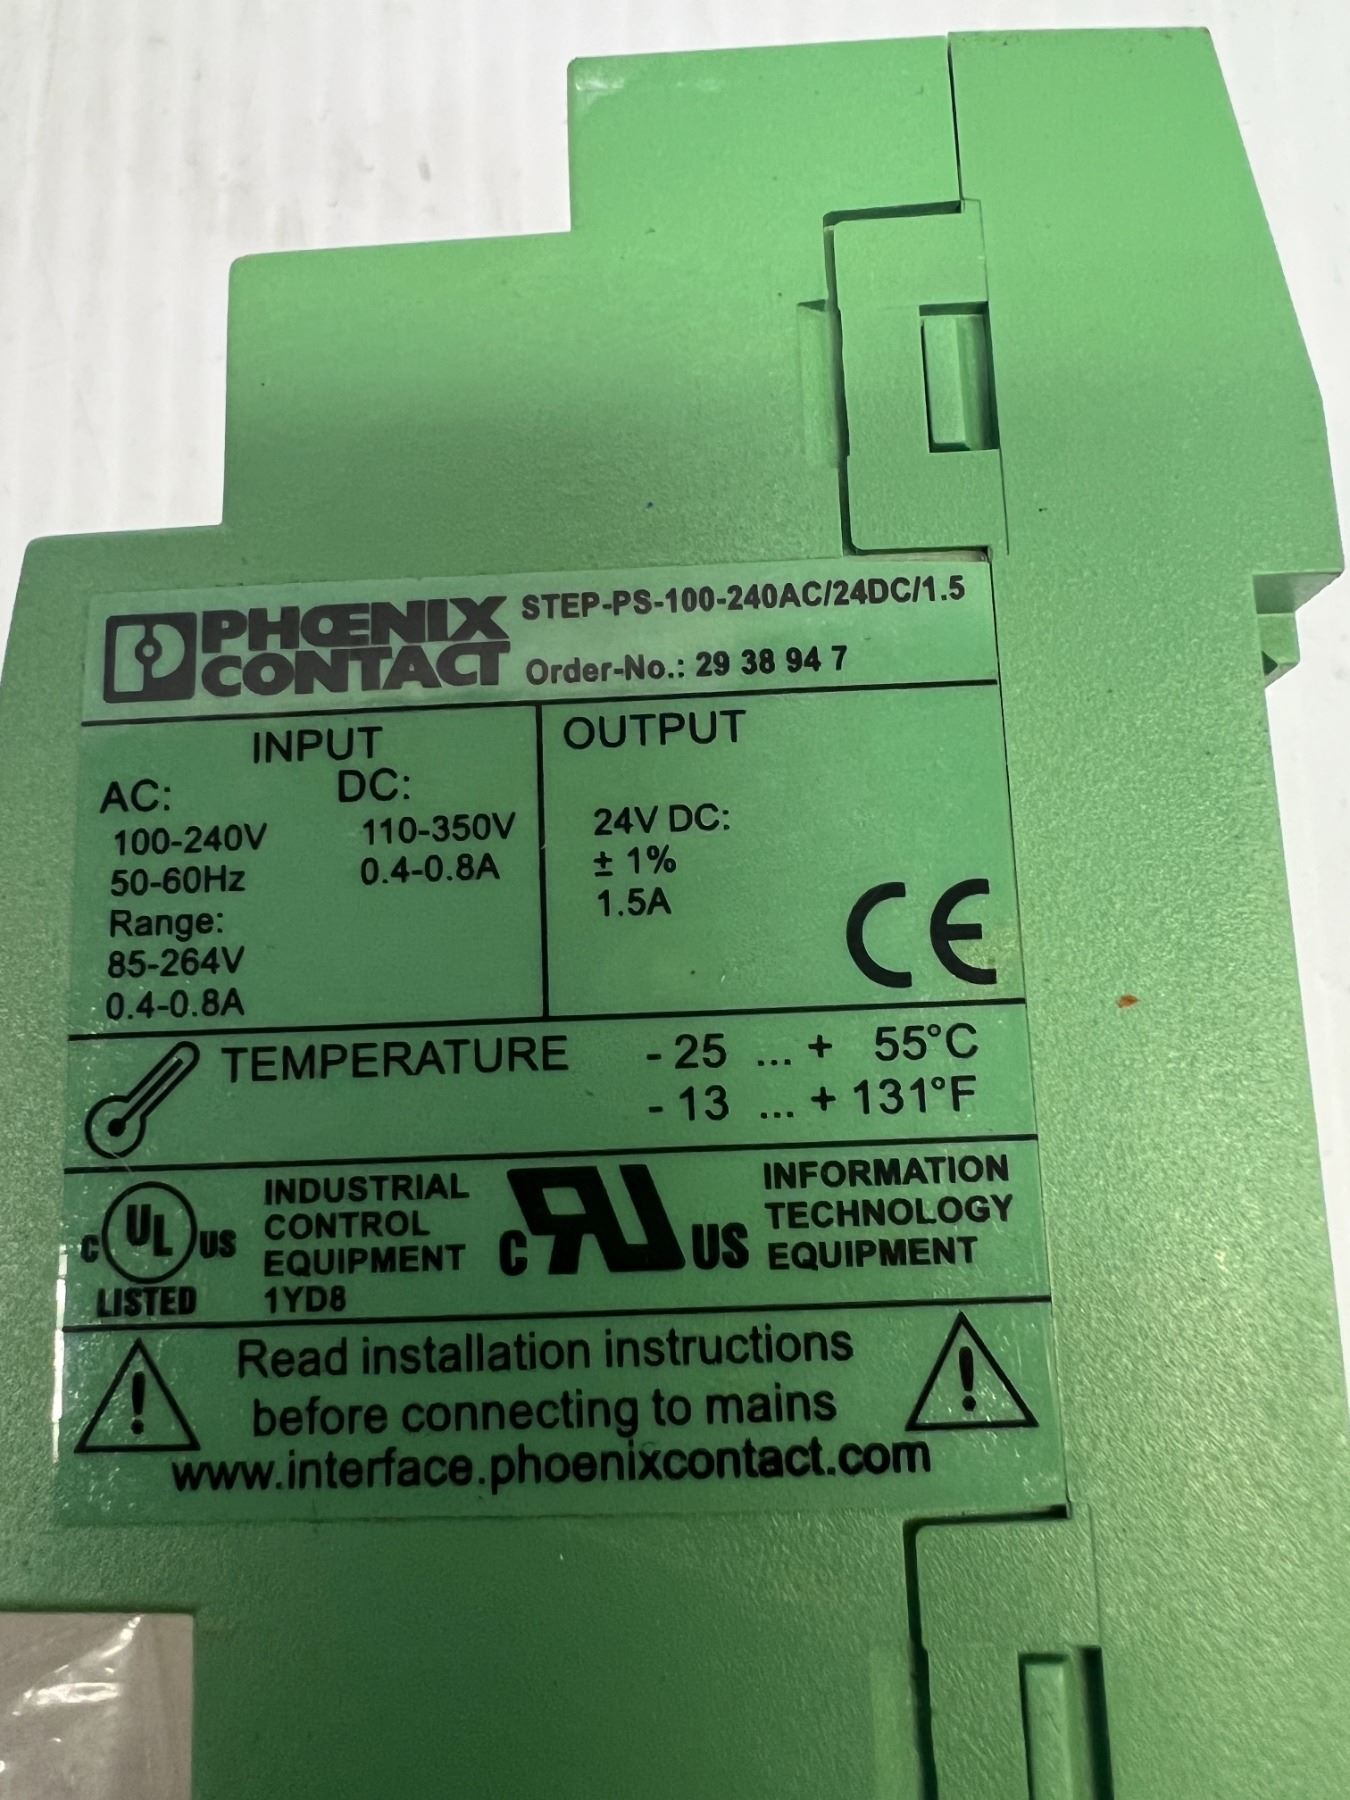 PHŒNIX CONTACT
STEP-PS-100-240AC/24DC/1.5
Order-No.: 29 38 94 7
INPUT
AC:
100-240V
50-60Hz
Range:
85-264V
0.4-0.8A
DC:
110-350V
0.4-0.8A
OUTPUT
24V DC:
± 1%
1.5A
CE
TEMPERATURE - 25 ... + 55°C
- 13 ... + 131°F
C UL US
LISTED
INDUSTRIAL
CONTROL
EQUIPMENT
1YD8
C RU US
INFORMATION
TECHNOLOGY
EQUIPMENT
Read installation instructions
before connecting to mains
www.interface.phoenixcontact.com